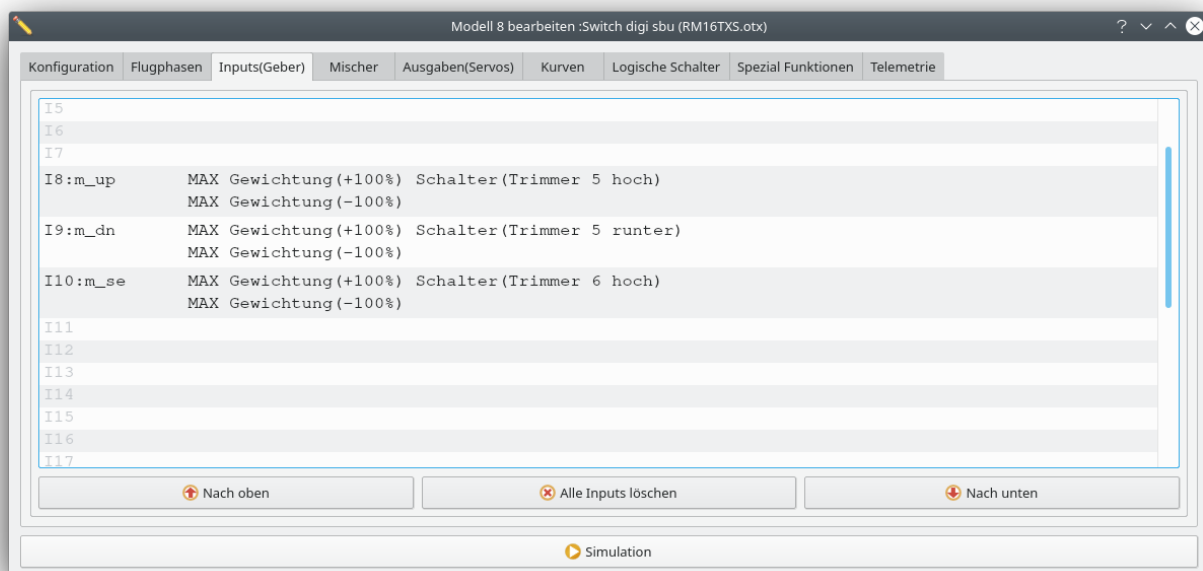 Modell 8 bearbeiten :Switch digi sbu (RM16TXS.otx)
Konfiguration Flugphasen Inputs(Geber) Mischer Ausgaben(Servos) Kurven Logische Schalter Spezial Funktionen Telemetrie
I5
I6
I7
I8:m_up MAX Gewichtung(+100%) Schalter(Trimmer 5 hoch)
MAX Gewichtung(-100%)
I9:m_dn MAX Gewichtung(+100%) Schalter(Trimmer 5 runter)
MAX Gewichtung(-100%)
I10:m_se MAX Gewichtung(+100%) Schalter(Trimmer 6 hoch)
MAX Gewichtung(-100%)
I11
I12
I13
I14
I15
I16
I17
Nach oben Alle Inputs löschen Nach unten
Simulation